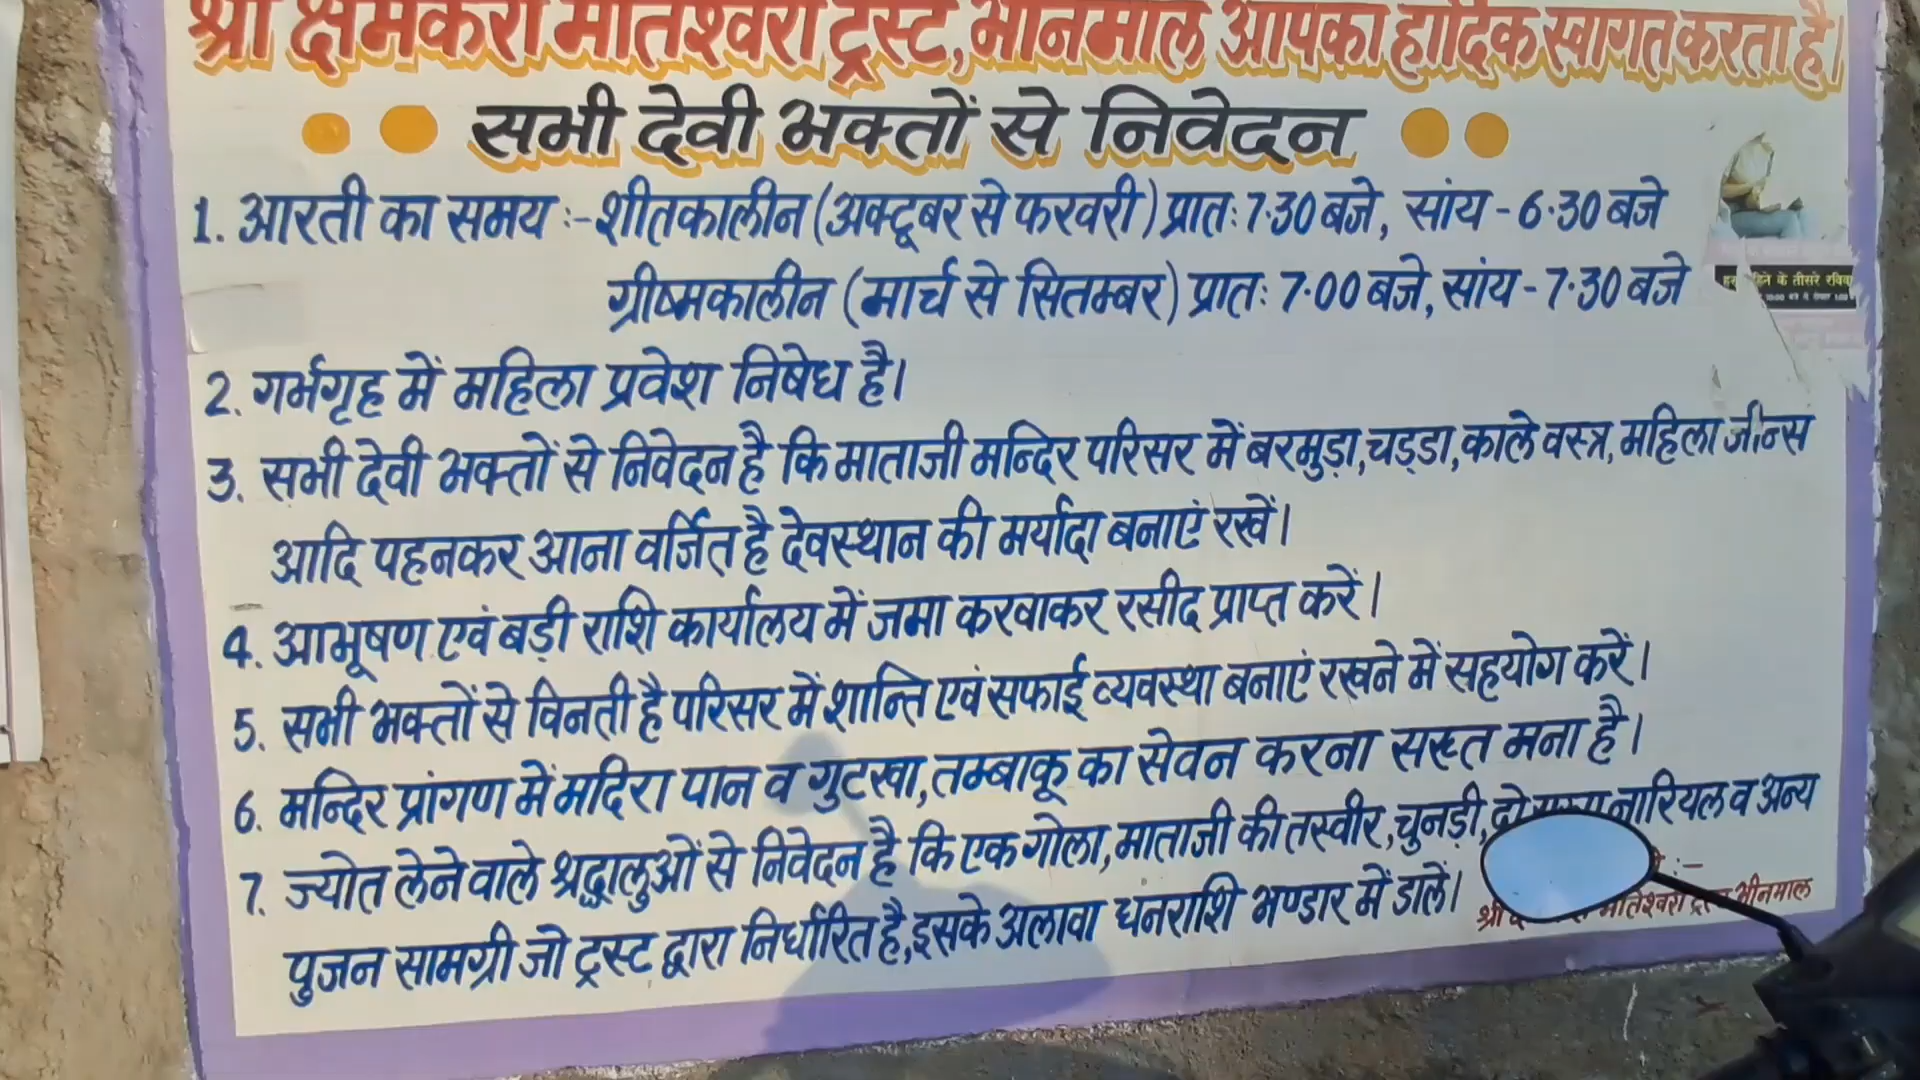 श्री क्षेमंकरी मातेश्वरी ट्रस्ट, भीनमाल आपका हार्दिक स्वागत करता है।
सभी देवी भक्तों से निवेदन
1. आरती का समय :- शीतकालीन (अक्टूबर से फरवरी) प्रातः 7·30 बजे, सांय - 6·30 बजे
ग्रीष्मकालीन (मार्च से सितम्बर) प्रातः 7·00 बजे, सांय - 7·30 बजे
2. गर्भगृह में महिला प्रवेश निषेध है।
3. सभी देवी भक्तों से निवेदन है कि माताजी मन्दिर परिसर में बरमुड़ा, चड्डा, काले वस्त्र, महिला जीन्स
आदि पहनकर आना वर्जित है देवस्थान की मर्यादा बनाएं रखें।
4. आभूषण एवं बड़ी राशि कार्यालय में जमा करवाकर रसीद प्राप्त करें।
5. सभी भक्तों से विनती है परिसर में शान्ति एवं सफाई व्यवस्था बनाएं रखने में सहयोग करें।
6. मन्दिर प्रांगण में मदिरा पान व गुटखा, तम्बाकू का सेवन करना सख्त मना है।
7. ज्योत लेने वाले श्रद्धालुओं से निवेदन है कि एक गोला, माताजी की तस्वीर, चुनड़ी, दो नारियल व अन्य
पुजन सामग्री जो ट्रस्ट द्वारा निर्धारित है, इसके अलावा धनराशि भण्डार में डालें।
श्री मातेश्वरी ट्रस्ट भीनमाल
के तीसरे